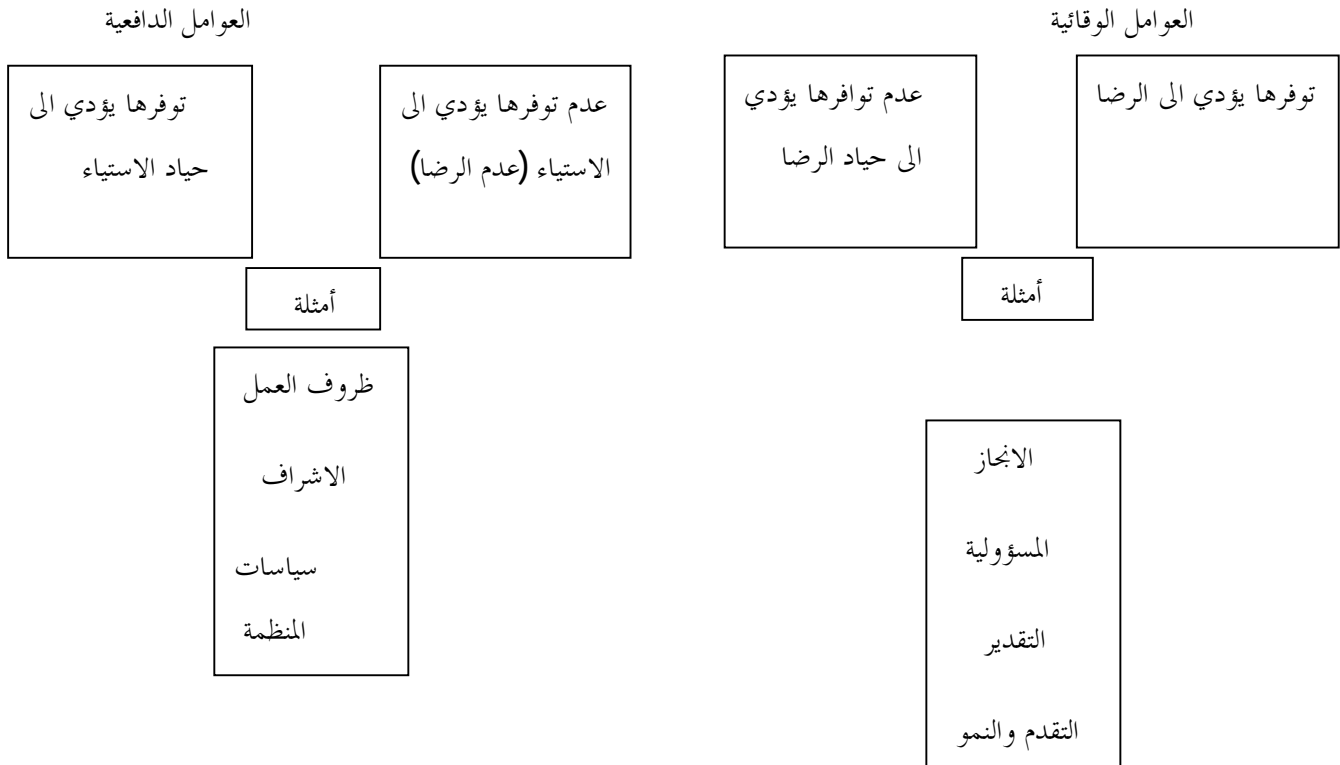 العوامل الوقائية
العوامل الدافعية
توفرها يؤدي الى الرضا
عدم توافرها يؤدي
الى حياد الرضا
عدم توفرها يؤدي الى
الاستياء (عدم الرضا)
توفرها يؤدي الى
حياد الاستياء
أمثلة
أمثلة
الانجاز
المسؤولية
التقدير
التقدم والنمو
ظروف العمل
الاشراف
سياسات
المنظمة